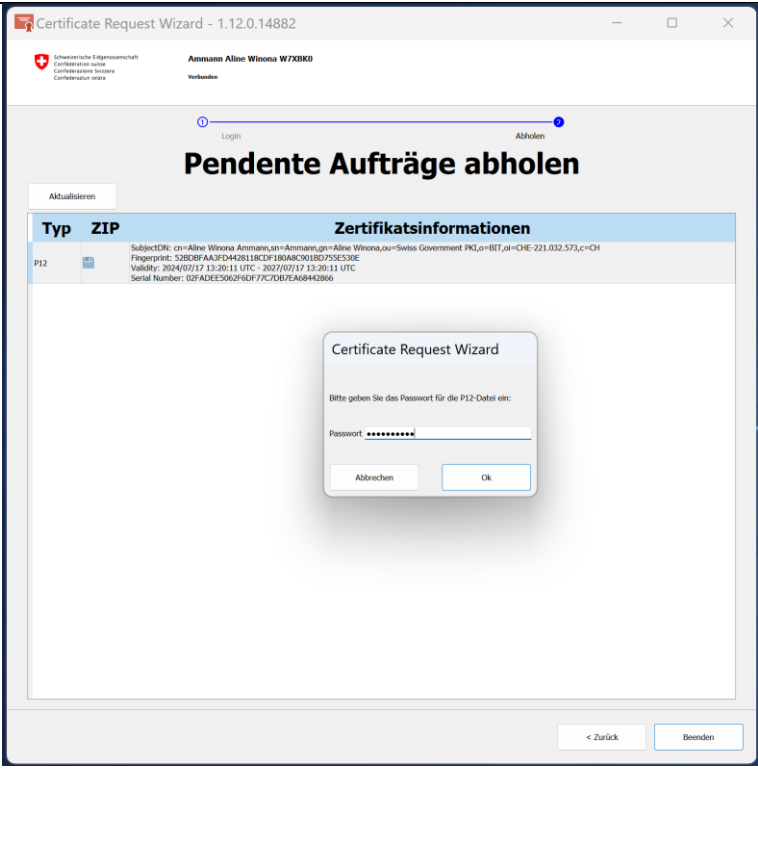 Certificate Request Wizard - 1.12.0.14882
Schweizerische Eidgenossenschaft
Confédération suisse
Confederazione Svizzera
Confederaziun svizra
Ammann Aline Winona W7XBK0
Verbunden
1
2
Login
Abholen
Pendente Aufträge abholen
Aktualisieren
Typ ZIP Zertifikatsinformationen
P12
SubjectDN: cn=Aline Winona Ammann,sn=Ammann,gn=Aline Winona,ou=Swiss Government PKI,o=BIT,oi=CHE-221.032.573,c=CH
Fingerprint: 52BDBFAA3FD4428118CDF180A8C901BD755E530E
Validity: 2024/07/17 13:20:11 UTC - 2027/07/17 13:20:11 UTC
Serial Number: 02FADEE5062F6DF77C7DB7EA68442866
Certificate Request Wizard
Bitte geben Sie das Passwort für die P12-Datei ein:
Passwort ●●●●●●●●●●
Abbrechen Ok
< Zurück Beenden